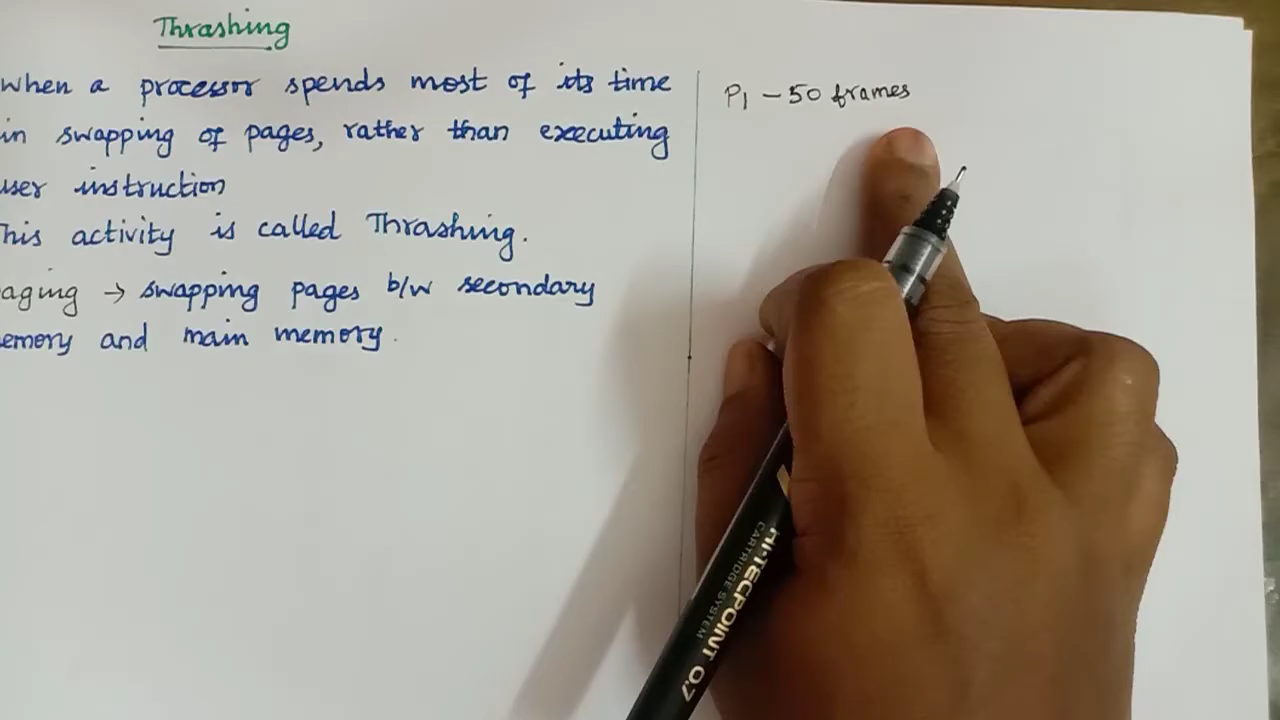 Thrashing
When a processor spends most of its time
in swapping of pages, rather than executing
user instruction
This activity is called Thrashing.
aging → swapping pages b/w secondary
emory and main memory.
P1 - 50 frames
HI-TECPOINT 0.7
CARTRIDGE SYSTEM